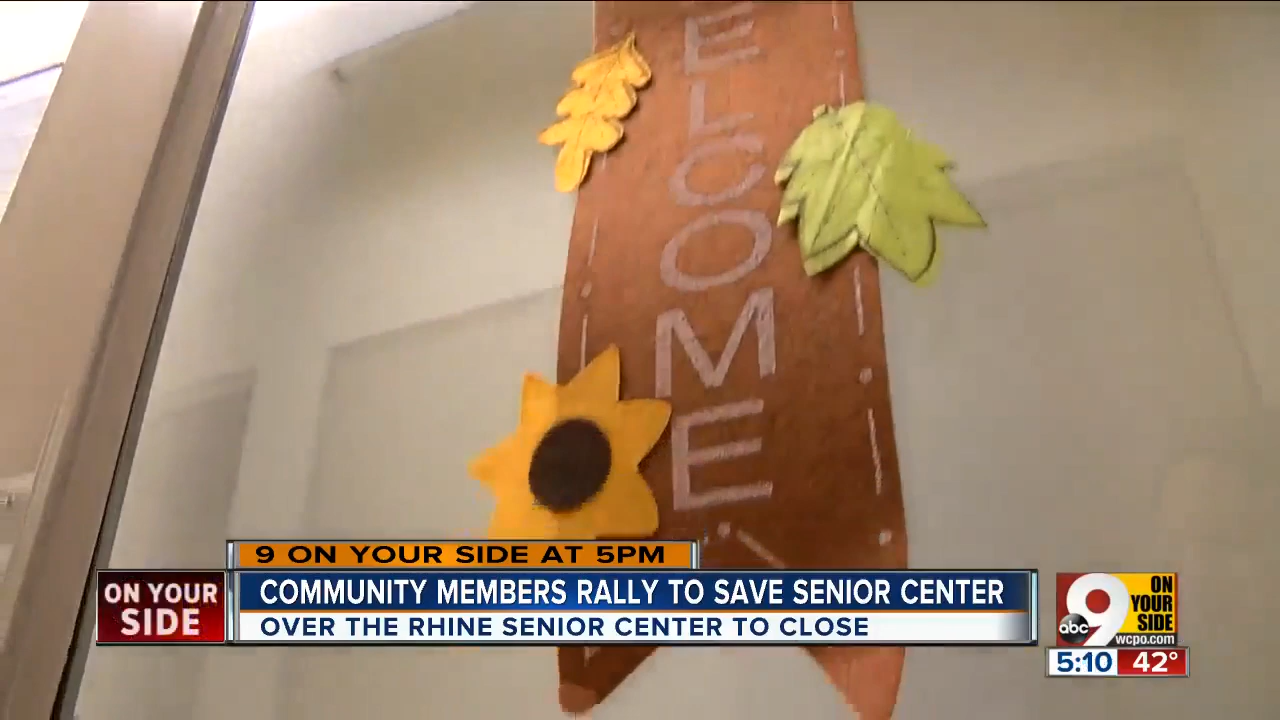 ELCOME
9 ON YOUR SIDE AT 5PM
ON YOUR SIDE
COMMUNITY MEMBERS RALLY TO SAVE SENIOR CENTER
OVER THE RHINE SENIOR CENTER TO CLOSE
9
abc
ON
YOUR
SIDE
wcpo.com
5:10 42°